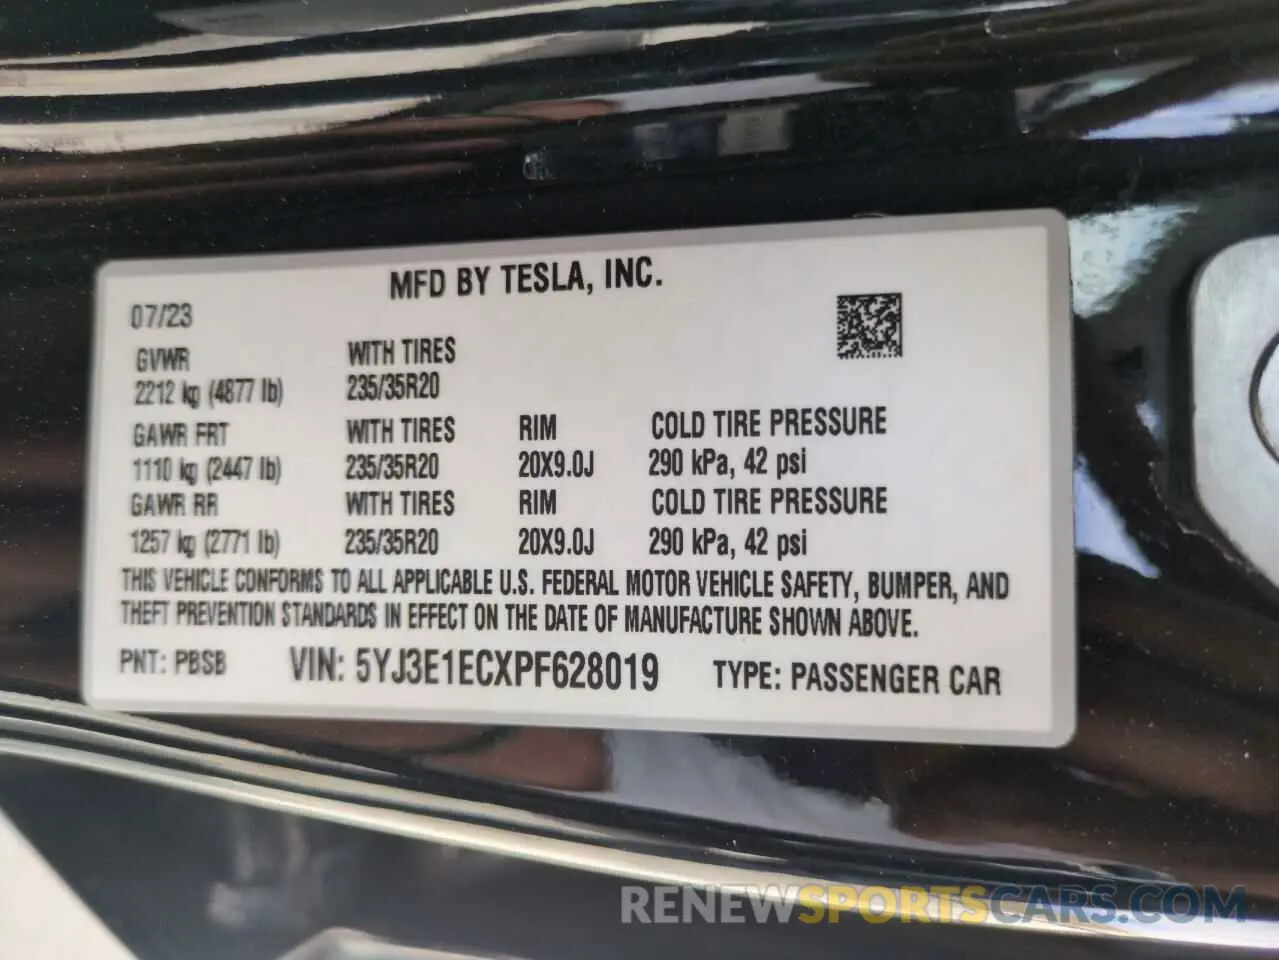 MFD BY TESLA, INC.
07/23
GVWR WITH TIRES
2212 kg (4877 lb) 235/35R20
GAWR FRT WITH TIRES RIM COLD TIRE PRESSURE
1110 kg (2447 lb) 235/35R20 20X9.0J 290 kPa, 42 psi
GAWR RR WITH TIRES RIM COLD TIRE PRESSURE
1257 kg (2771 lb) 235/35R20 20X9.0J 290 kPa, 42 psi
THIS VEHICLE CONFORMS TO ALL APPLICABLE U.S. FEDERAL MOTOR VEHICLE SAFETY, BUMPER, AND
THEFT PREVENTION STANDARDS IN EFFECT ON THE DATE OF MANUFACTURE SHOWN ABOVE.
PNT: PBSB VIN: 5YJ3E1ECXPF628019 TYPE: PASSENGER CAR
RENEWSPORTSCARS.COM